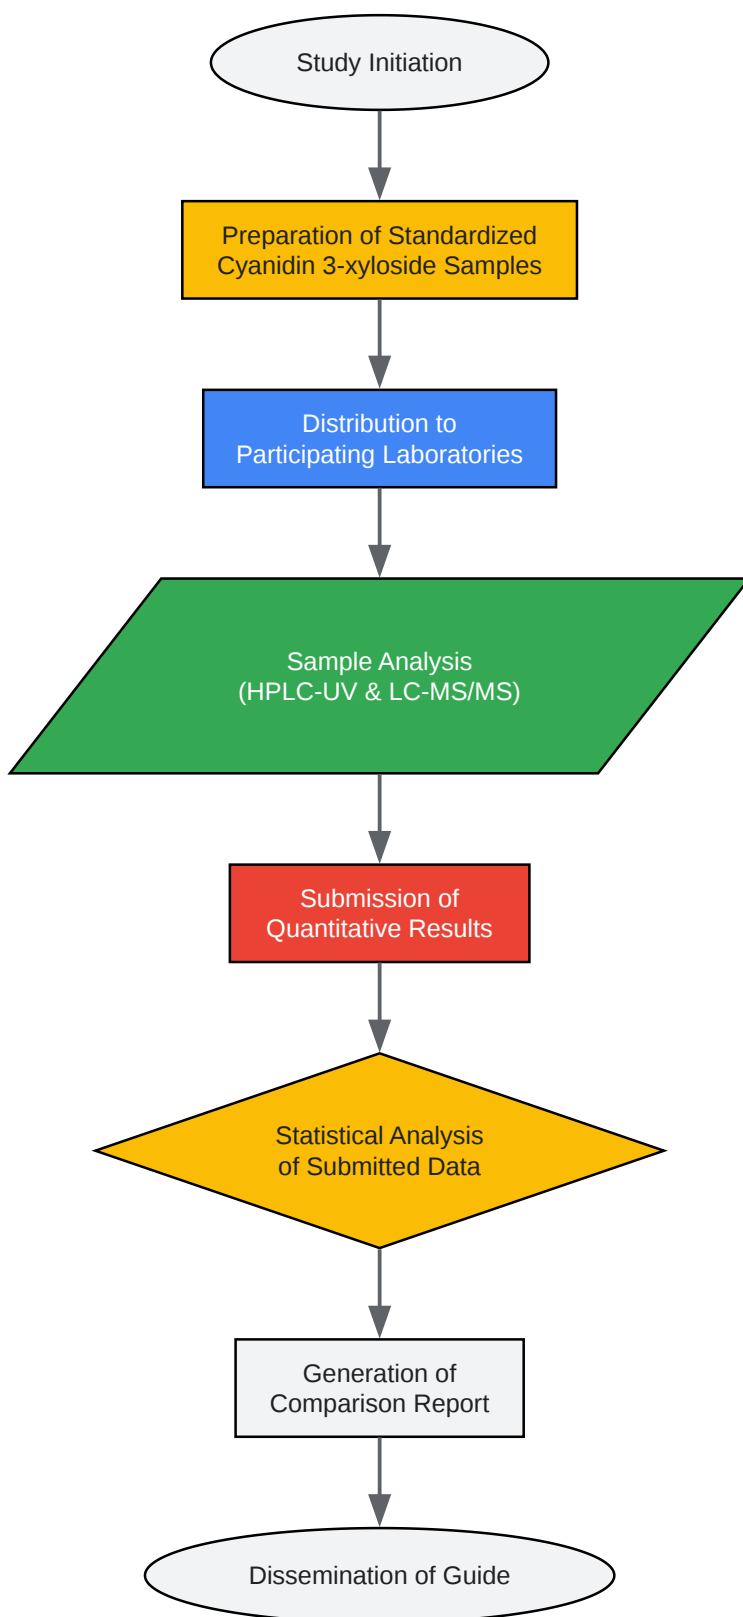 Study Initiation
Preparation of Standardized
Cyanidin 3-xyloside Samples
Distribution to
Participating Laboratories
Sample Analysis
(HPLC-UV & LC-MS/MS)
Submission of
Quantitative Results
Statistical Analysis
of Submitted Data
Generation of
Comparison Report
Dissemination of Guide